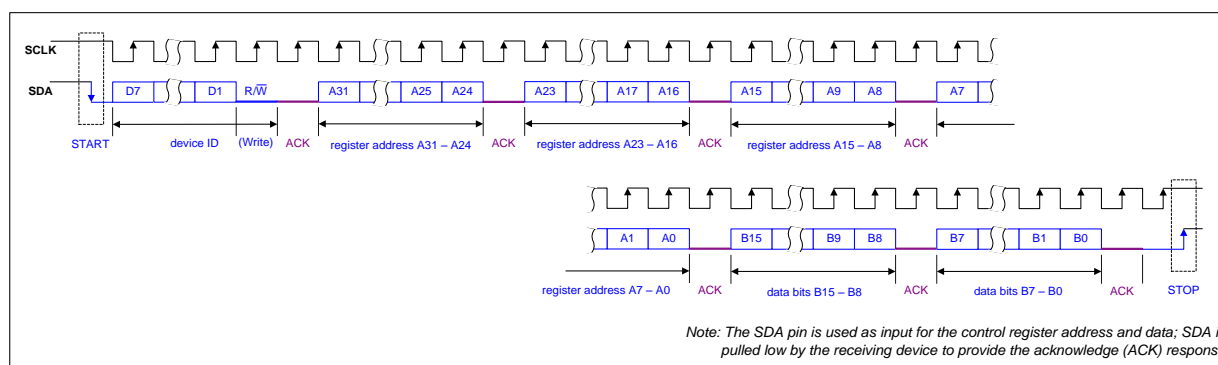 SCLK
SDA D7 D1 R/W̅ A31 A25 A24 A23 A17 A16 A15 A9 A8 A7
START device ID (Write) ACK register address A31 – A24 ACK register address A23 – A16 ACK register address A15 – A8 ACK
A1 A0 B15 B9 B8 B7 B1 B0
register address A7 – A0 ACK data bits B15 – B8 ACK data bits B7 – B0 ACK STOP
Note: The SDA pin is used as input for the control register address and data; SDA
pulled low by the receiving device to provide the acknowledge (ACK)